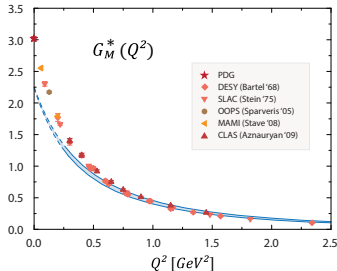 G*M(Q²)
PDG
DESY (Bartel '68)
SLAC (Stein '75)
OOPS (Sparveris '05)
MAMI (Stave '08)
CLAS (Aznauryan '09)
3.5
3.0
2.5
2.0
1.5
1.0
0.5
0.0
0.0 0.5 1.0 1.5 2.0 2.5
Q² [GeV²]